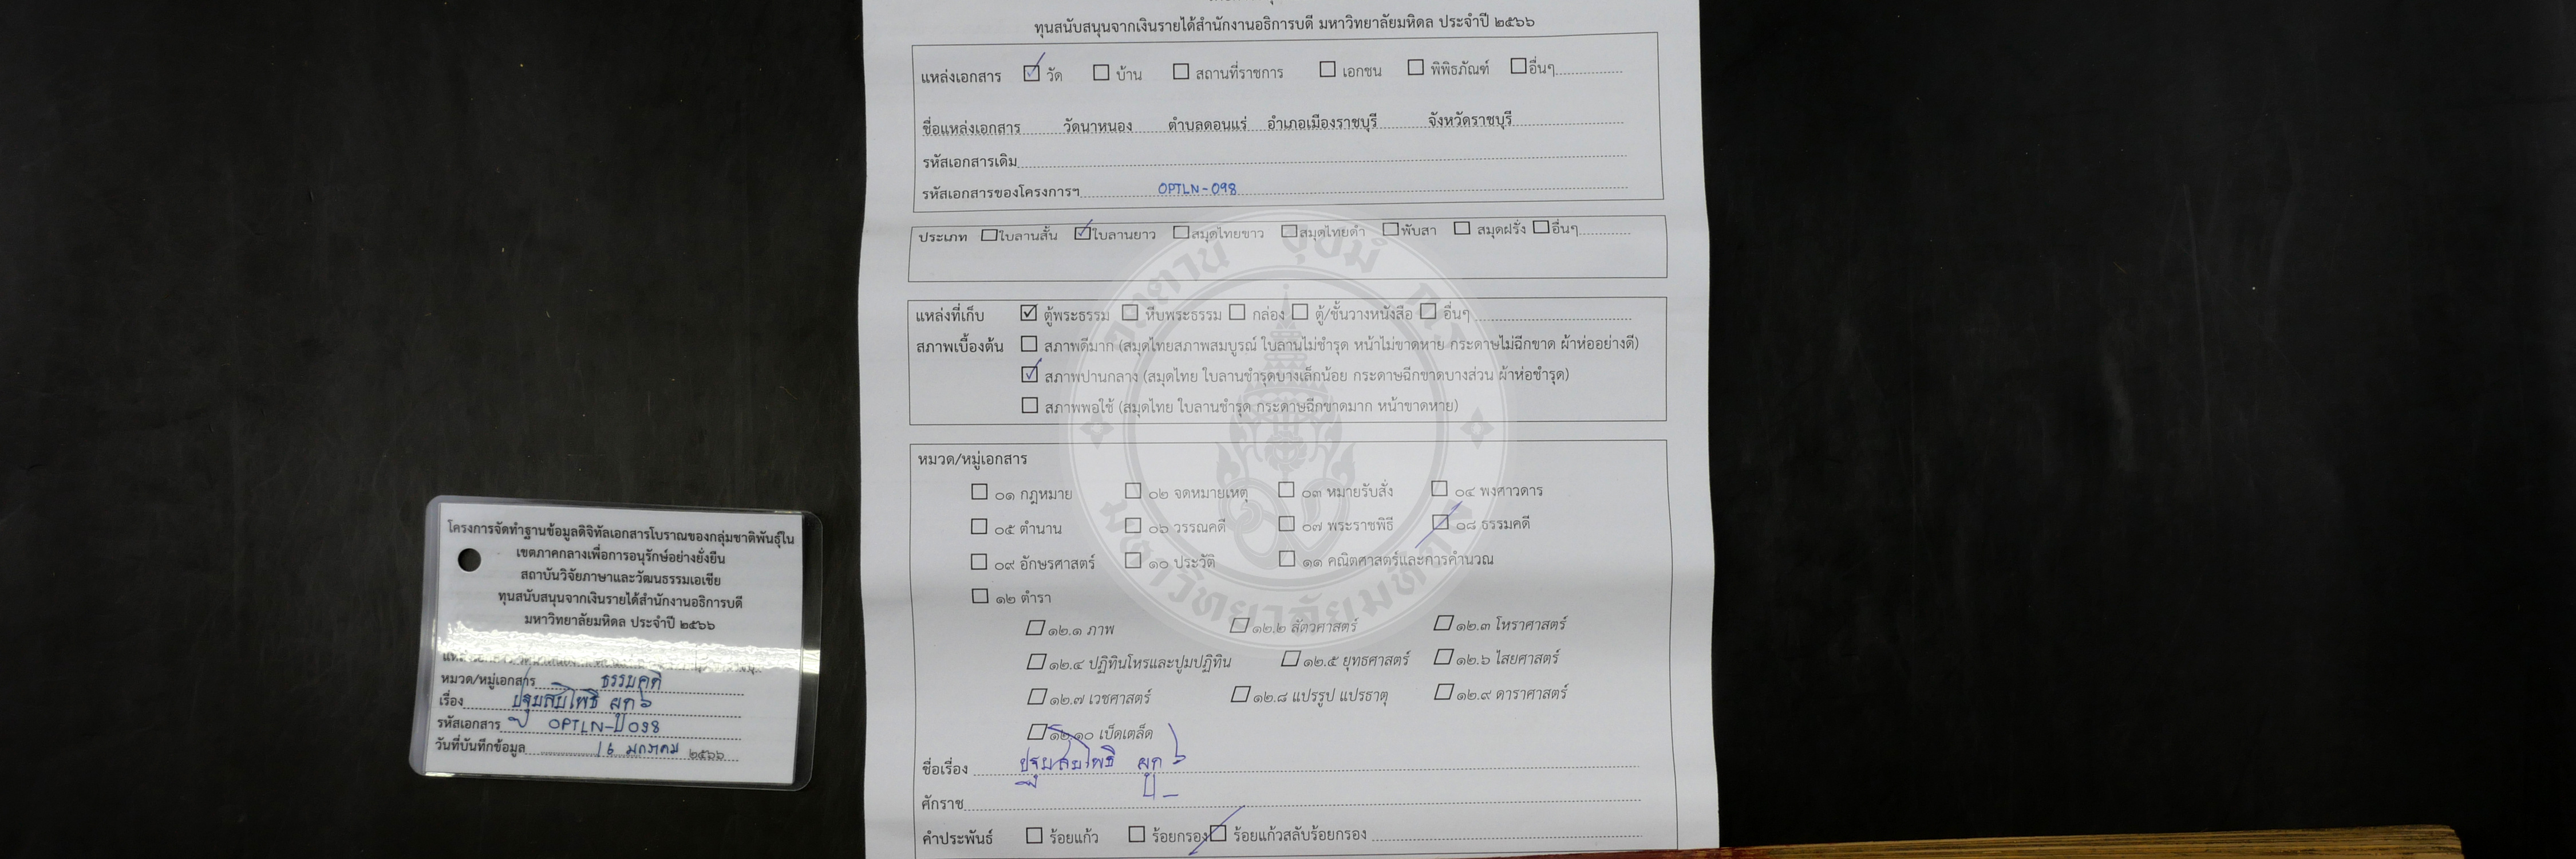 ทุนสนับสนุนจากเงินรายได้สำนักงานอธิการบดี มหาวิทยาลัยมหิดล ประจำปี ๒๕๖๖
แหล่งเอกสาร วัด บ้าน สถานที่ราชการ เอกชน พิพิธภัณฑ์ อื่นๆ
ชื่อแหล่งเอกสาร วัดนาหนอง ตำบลดอนแร่ อำเภอเมืองราชบุรี จังหวัดราชบุรี
รหัสเอกสารเดิม
รหัสเอกสารของโครงการฯ OPTLN-098
ประเภท ใบลานสั้น ใบลานยาว สมุดไทยขาว สมุดไทยดำ พับสา สมุดฝรั่ง อื่นๆ
แหล่งที่เก็บ ตู้พระธรรม หีบพระธรรม กล่อง ตู้/ชั้นวางหนังสือ อื่นๆ
สภาพเบื้องต้น สภาพดีมาก (สมุดไทยสภาพสมบูรณ์ ใบลานไม่ชำรุด หน้าไม่ขาดหาย กระดาษไม่ฉีกขาด ผ้าห่ออย่างดี)
สภาพปานกลาง (สมุดไทย ใบลานชำรุดบางเล็กน้อย กระดาษฉีกขาดบางส่วน ผ้าห่อชำรุด)
สภาพพอใช้ (สมุดไทย ใบลานชำรุด กระดาษฉีกขาดมาก หน้าขาดหาย)
หมวด/หมู่เอกสาร
๐๑ กฎหมาย ๐๒ จดหมายเหตุ ๐๓ หมายรับสั่ง ๐๔ พงศาวดาร
๐๕ ตำนาน ๐๖ วรรณคดี ๐๗ พระราชพิธี ๐๘ ธรรมคดี
๐๙ อักษรศาสตร์ ๑๐ ประวัติ ๑๑ คณิตศาสตร์และการคำนวณ
๑๒ ตำรา
๑๒.๑ ภาพ ๑๒.๒ สัตวศาสตร์ ๑๒.๓ โหราศาสตร์
๑๒.๔ ปฏิทินโหรและปูมปฏิทิน ๑๒.๕ ยุทธศาสตร์ ๑๒.๖ ไสยศาสตร์
๑๒.๗ เวชศาสตร์ ๑๒.๘ แปรรูป แปรธาตุ ๑๒.๙ ดาราศาสตร์
๑๒.๑๐ เบ็ดเตล็ด
ชื่อเรื่อง ปฐมสมโพธิ ผูก ๖
ศักราช
คำประพันธ์ ร้อยแก้ว ร้อยกรอง ร้อยแก้วสลับร้อยกรอง
มหาวิทยาลัยมหิดล
โครงการจัดทำฐานข้อมูลดิจิทัลเอกสารโบราณของกลุ่มชาติพันธุ์ใน
เขตภาคกลางเพื่อการอนุรักษ์อย่างยั่งยืน
สถาบันวิจัยภาษาและวัฒนธรรมเอเชีย
ทุนสนับสนุนจากเงินรายได้สำนักงานอธิการบดี
มหาวิทยาลัยมหิดล ประจำปี ๒๕๖๖
หมวด/หมู่เอกสาร ธรรมคดี
เรื่อง ปฐมสมโพธิ ผูก ๖
รหัสเอกสาร OPTLN-098
วันที่บันทึกข้อมูล 16 มกราคม ๒๕๖๖